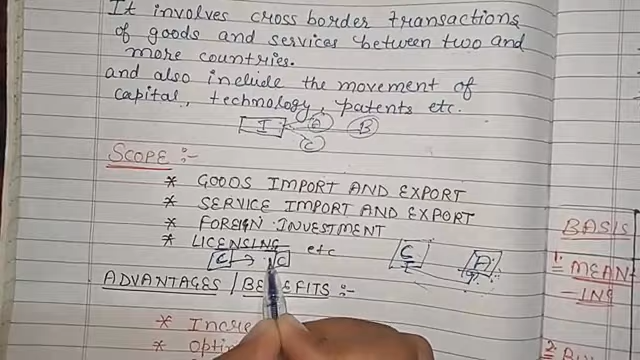 It involves cross border transactions
of goods and services between two and
more countries.
and also include the movement of
capital, technology, patents etc.
I
B
C
SCOPE :-
* GOODS IMPORT AND EXPORT
* SERVICE IMPORT AND EXPORT
* FOREIGN INVESTMENT
* LICENSING etc
C → C
ADVANTAGES / BENEFITS :-
* Incre
* Opti
BASIS
1. MEAN-
-ING
2